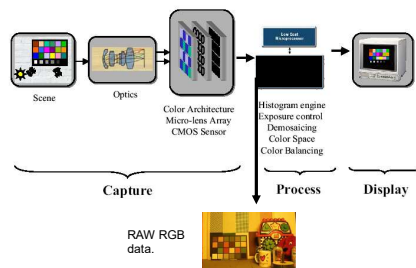 Low Cost
Microprocessor
Scene
Optics
Color Architecture
Micro-lens Array
CMOS Sensor
Histogram engine
Exposure control
Demosaicing
Color Space
Color Balancing
Capture
Process
Display
RAW RGB
data.